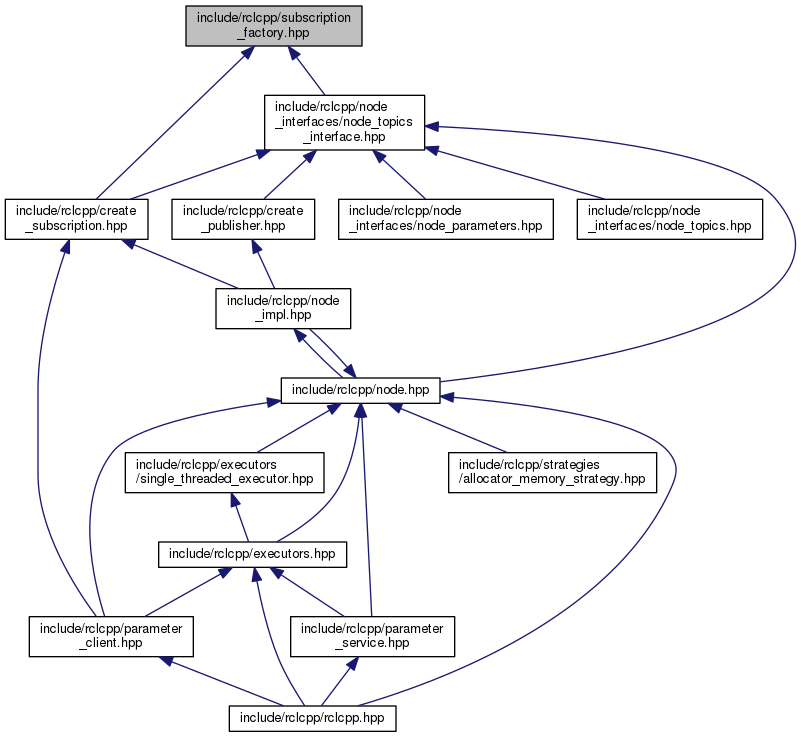 include/rclcpp/subscription
_factory.hpp
include/rclcpp/node
_interfaces/node_topics
_interface.hpp
include/rclcpp/create
_subscription.hpp
include/rclcpp/create
_publisher.hpp
include/rclcpp/node
_interfaces/node_parameters.hpp
include/rclcpp/node
_interfaces/node_topics.hpp
include/rclcpp/node
_impl.hpp
include/rclcpp/node.hpp
include/rclcpp/executors
/single_threaded_executor.hpp
include/rclcpp/strategies
/allocator_memory_strategy.hpp
include/rclcpp/executors.hpp
include/rclcpp/parameter
_client.hpp
include/rclcpp/parameter
_service.hpp
include/rclcpp/rclcpp.hpp